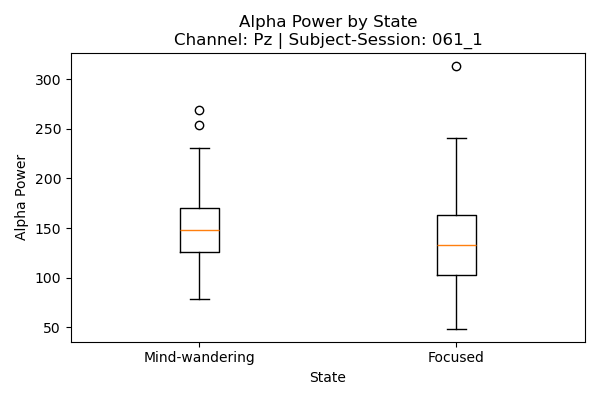 Alpha Power by State
Channel: Pz | Subject-Session: 061_1
Alpha Power
300
250
200
150
100
50
Mind-wandering
Focused
State